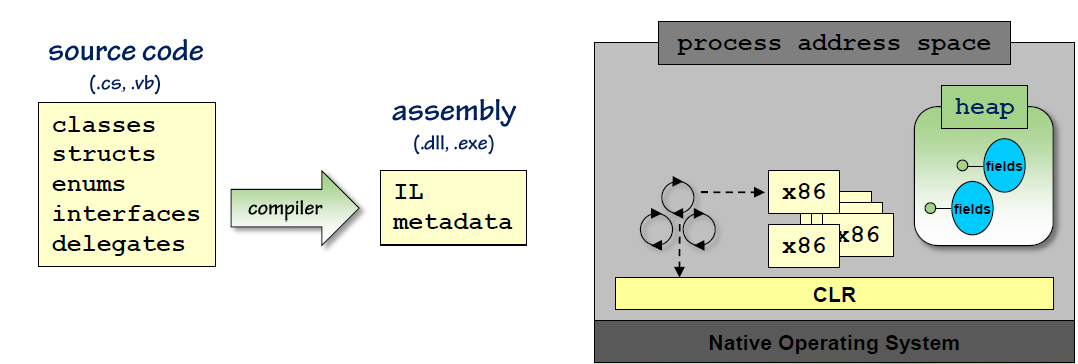 source code
(.cs, .vb)
classes
structs
enums
interfaces
delegates
compiler
assembly
(.dll, .exe)
IL
metadata
process address space
heap
fields
fields
x86
x86
x86
CLR
Native Operating System